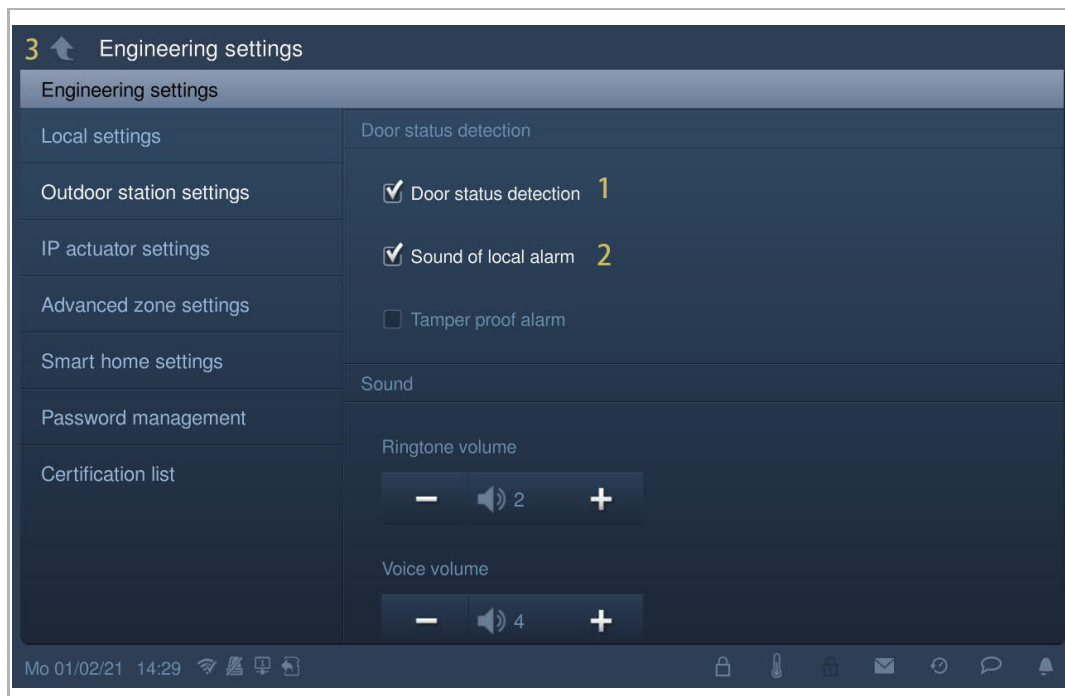 3 Engineering settings
Engineering settings
Local settings
Outdoor station settings
IP actuator settings
Advanced zone settings
Smart home settings
Password management
Certification list
Door status detection
Door status detection 1
Sound of local alarm 2
Tamper proof alarm
Sound
Ringtone volume
− 2 +
Voice volume
− 4 +
Mo 01/02/21 14:29